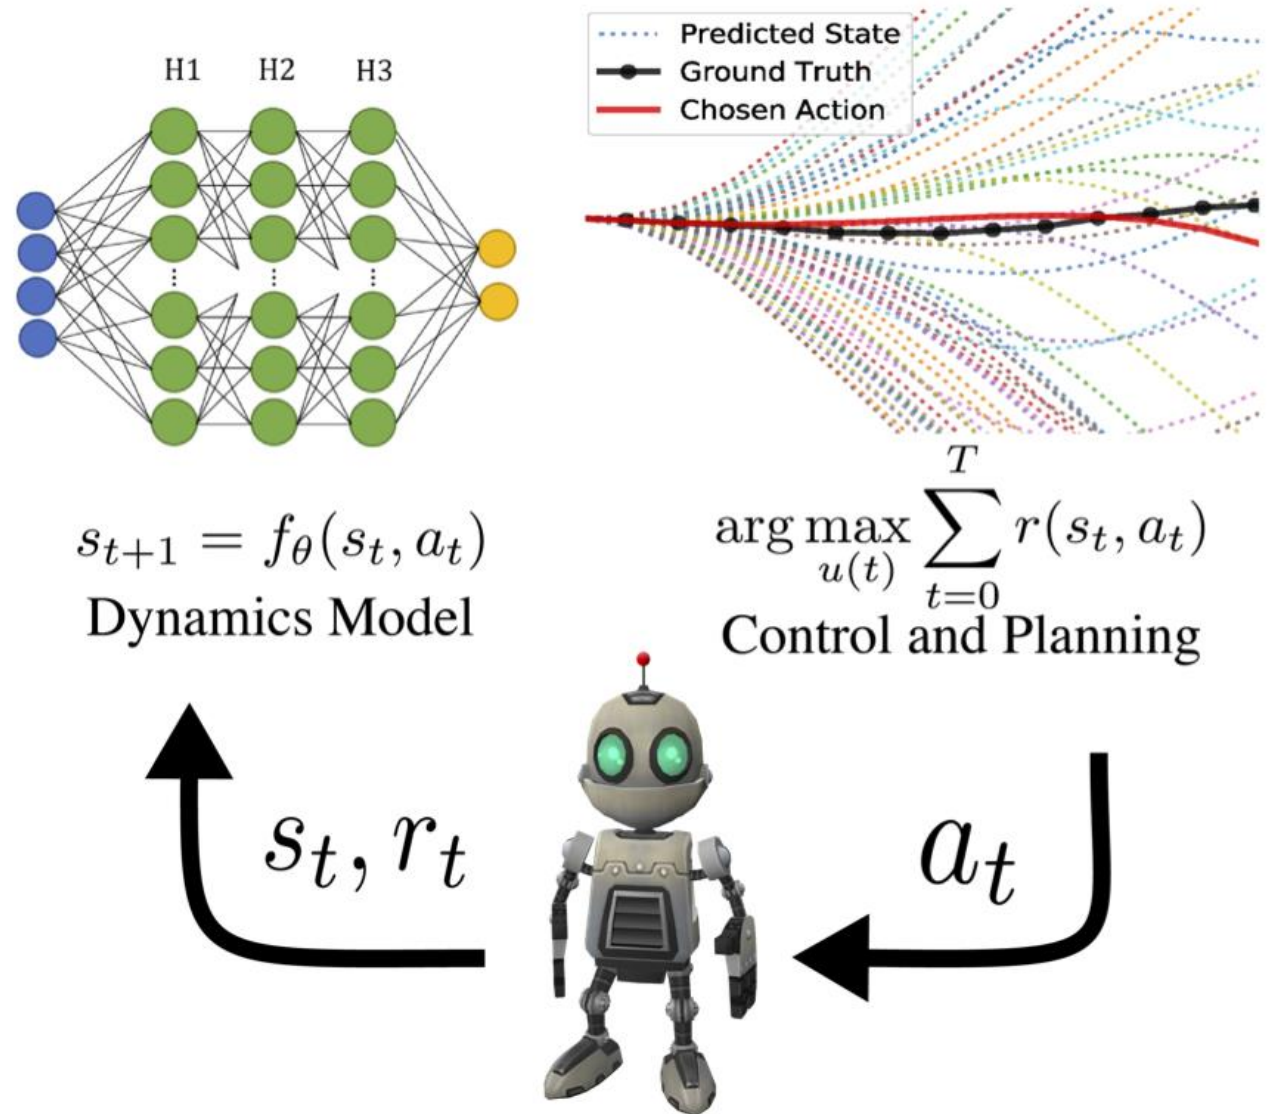 H1 H2 H3
Predicted State
Ground Truth
Chosen Action
s_{t+1} = f_θ(s_t, a_t)
Dynamics Model
arg max_{u(t)} ∑_{t=0}^{T} r(s_t, a_t)
Control and Planning
s_t, r_t
a_t